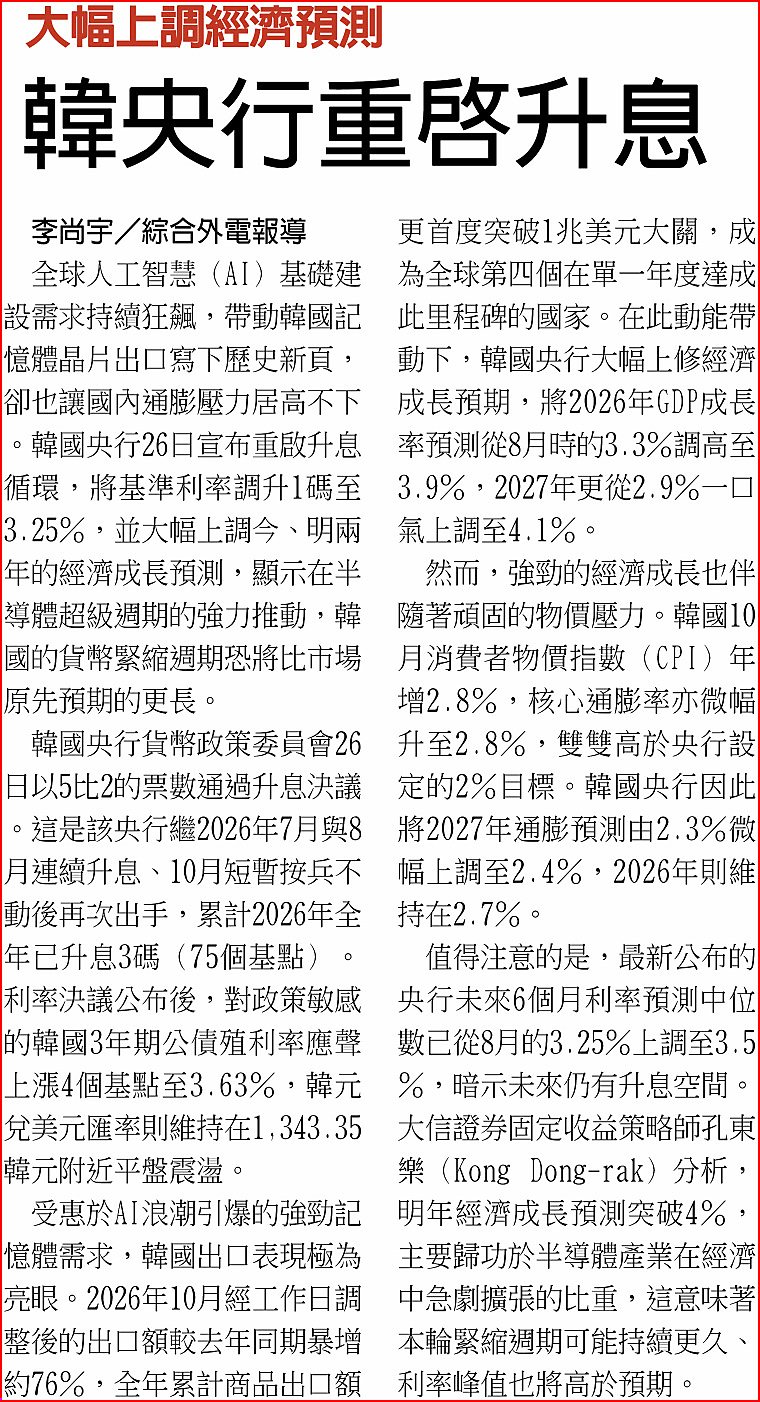 大幅上調經濟預測
韓央行重啓升息
李尚宇／綜合外電報導
全球人工智慧（AI）基礎建
設需求持續狂飆，帶動韓國記
憶體晶片出口寫下歷史新頁，
卻也讓國內通膨壓力居高不下
。韓國央行26日宣布重啟升息
循環，將基準利率調升1碼至
3.25％，並大幅上調今、明兩
年的經濟成長預測，顯示在半
導體超級週期的強力推動，韓
國的貨幣緊縮週期恐將比市場
原先預期的更長。
韓國央行貨幣政策委員會26
日以5比2的票數通過升息決議
。這是該央行繼2026年7月與8
月連續升息、10月短暫按兵不
動後再次出手，累計2026年全
年已升息3碼（75個基點）。
利率決議公布後，對政策敏感
的韓國3年期公債殖利率應聲
上漲4個基點至3.63％，韓元
兌美元匯率則維持在1,343.35
韓元附近平盤震盪。
受惠於AI浪潮引爆的強勁記
憶體需求，韓國出口表現極為
亮眼。2026年10月經工作日調
整後的出口額較去年同期暴增
約76％，全年累計商品出口額
更首度突破1兆美元大關，成
為全球第四個在單一年度達成
此里程碑的國家。在此動能帶
動下，韓國央行大幅上修經濟
成長預期，將2026年GDP成長
率預測從8月時的3.3％調高至
3.9％，2027年更從2.9％一口
氣上調至4.1％。
然而，強勁的經濟成長也伴
隨著頑固的物價壓力。韓國10
月消費者物價指數（CPI）年
增2.8％，核心通膨率亦微幅
升至2.8％，雙雙高於央行設
定的2％目標。韓國央行因此
將2027年通膨預測由2.3％微
幅上調至2.4％，2026年則維
持在2.7％。
值得注意的是，最新公布的
央行未來6個月利率預測中位
數已從8月的3.25％上調至3.5
％，暗示未來仍有升息空間。
大信證券固定收益策略師孔東
樂（Kong Dong-rak）分析，
明年經濟成長預測突破4％，
主要歸功於半導體產業在經濟
中急劇擴張的比重，這意味著
本輪緊縮週期可能持續更久、
利率峰值也將高於預期。